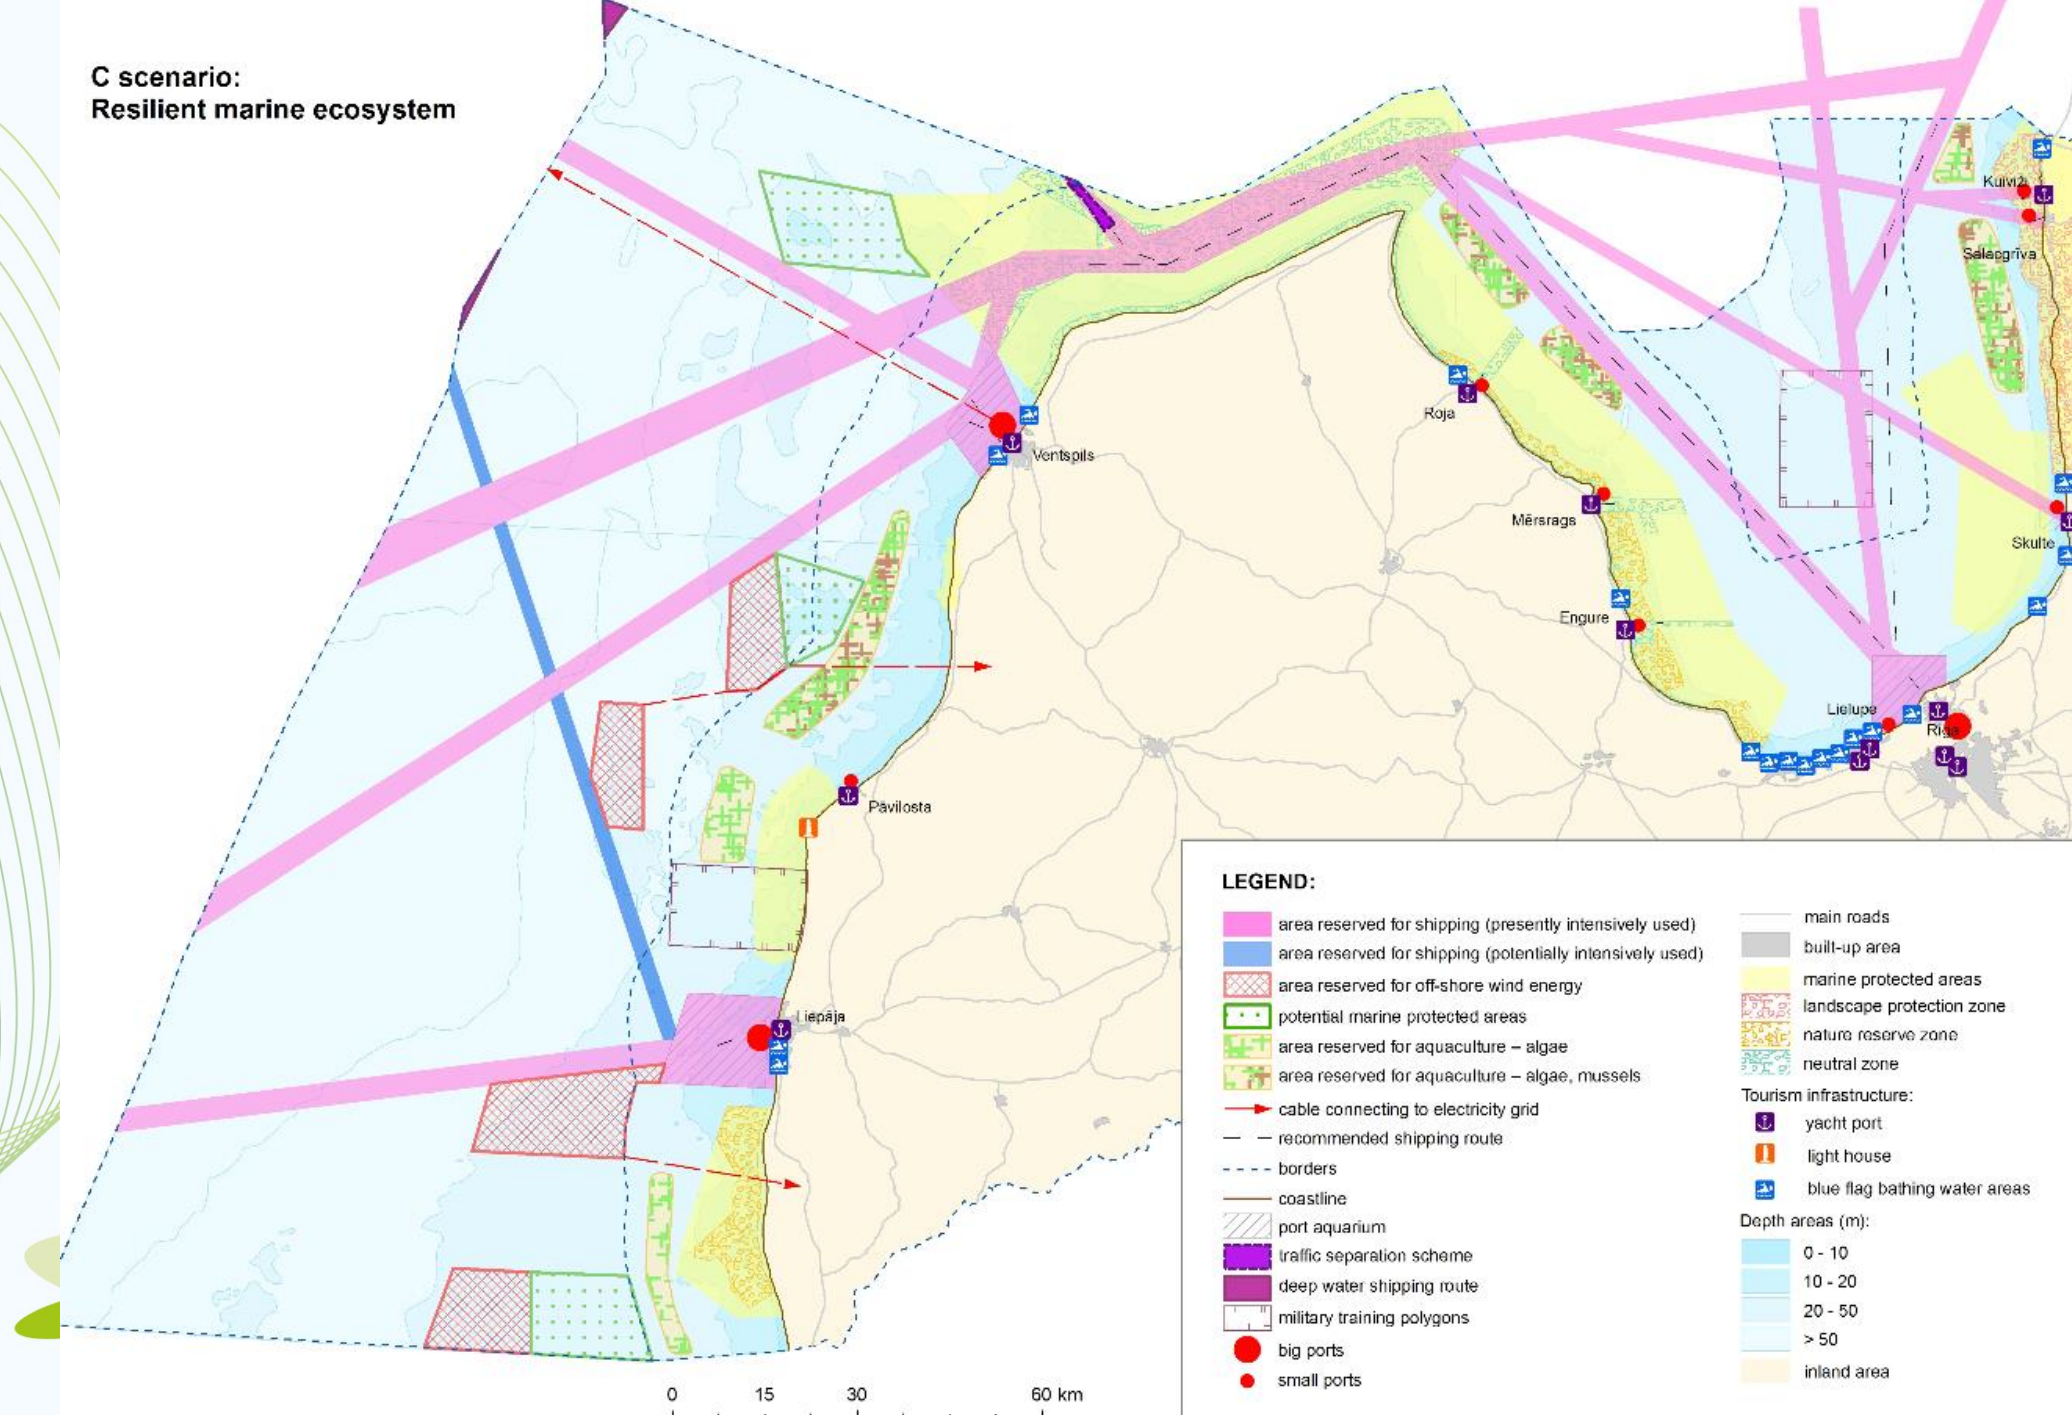 C scenario:
Resilient marine ecosystem
Kuiviži
Salacgrīva
Roja
Ventspils
Mērsrags
Skulte
Engure
Lielupe
Rīga
Pāvilosta
Liepāja
LEGEND:
area reserved for shipping (presently intensively used)
area reserved for shipping (potentially intensively used)
area reserved for off-shore wind energy
potential marine protected areas
area reserved for aquaculture – algae
area reserved for aquaculture – algae, mussels
cable connecting to electricity grid
recommended shipping route
borders
coastline
port aquarium
traffic separation scheme
deep water shipping route
military training polygons
big ports
small ports
main roads
built-up area
marine protected areas
landscape protection zone
nature reserve zone
neutral zone
Tourism infrastructure:
yacht port
light house
blue flag bathing water areas
Depth areas (m):
0 - 10
10 - 20
20 - 50
> 50
inland area
0 15 30 60 km